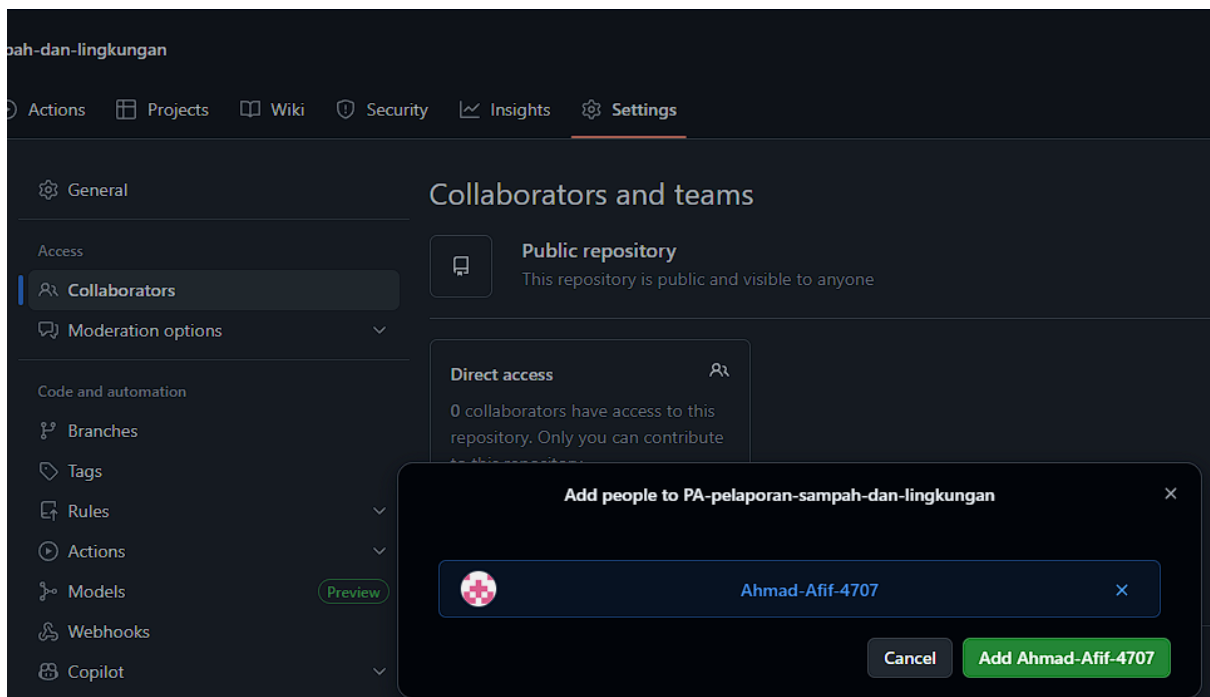 pah-dan-lingkungan
Actions Projects Wiki Security Insights Settings
General
Access
Collaborators
Moderation options
Code and automation
Branches
Tags
Rules
Actions
Models Preview
Webhooks
Copilot
Collaborators and teams
Public repository
This repository is public and visible to anyone
Direct access
0 collaborators have access to this
repository. Only you can contribute
to this repository.
Add people to PA-pelaporan-sampah-dan-lingkungan
Ahmad-Afif-4707
Cancel Add Ahmad-Afif-4707